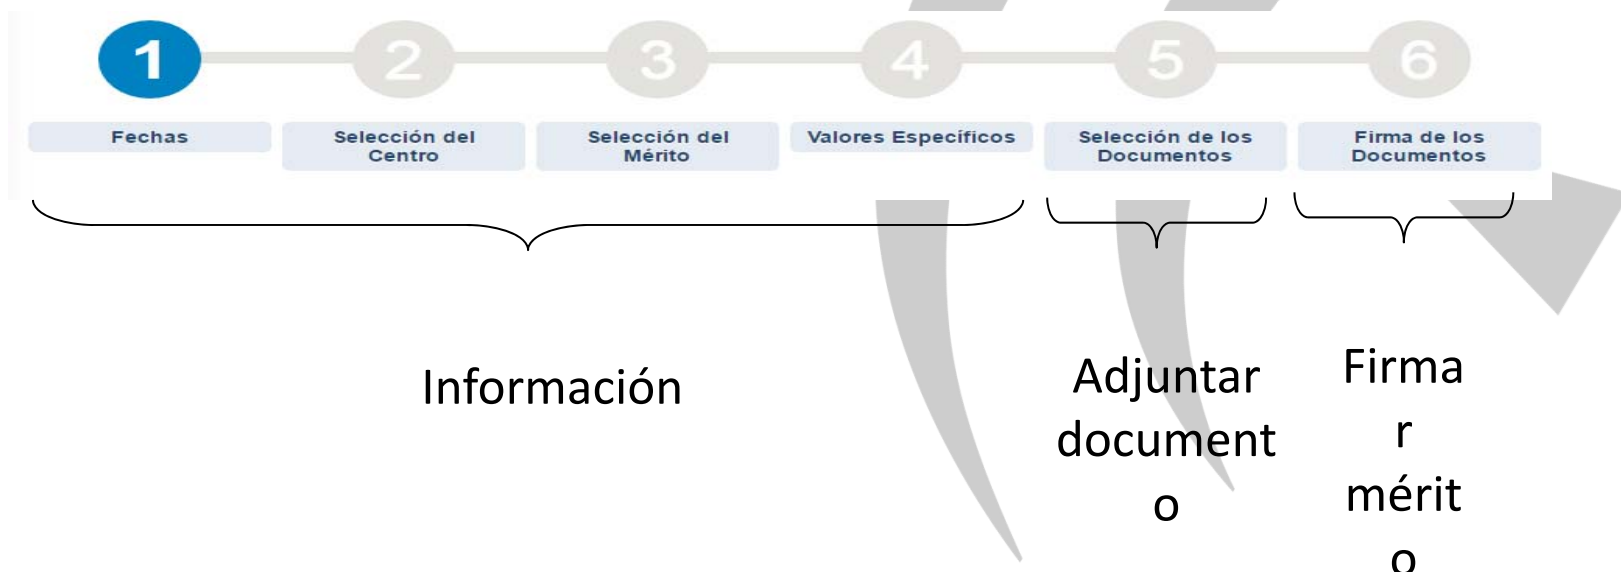 1 2 3 4 5 6
Fechas
Selección del
Centro
Selección del
Mérito
Valores Específicos
Selección de los
Documentos
Firma de los
Documentos
Información
Adjuntar
document
o
Firma
r
mérit
o